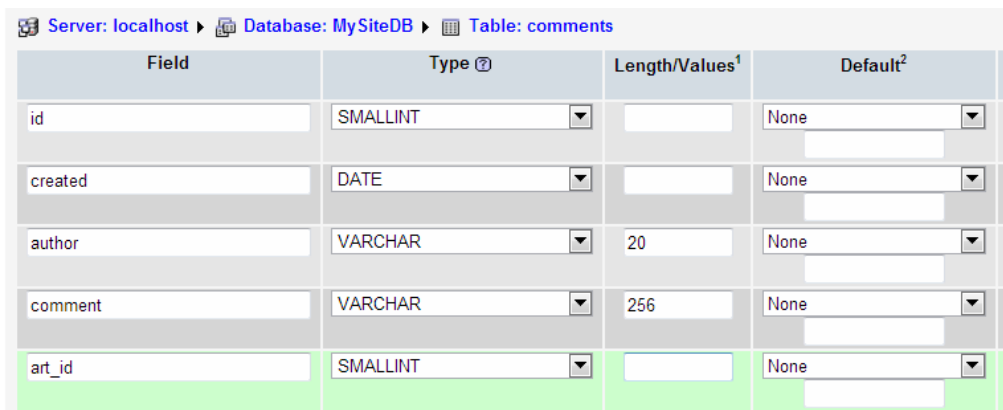 Server: localhost Database: MySiteDB Table: comments
Field Type Length/Values1 Default2
id SMALLINT None
created DATE None
author VARCHAR 20 None
comment VARCHAR 256 None
art_id SMALLINT None